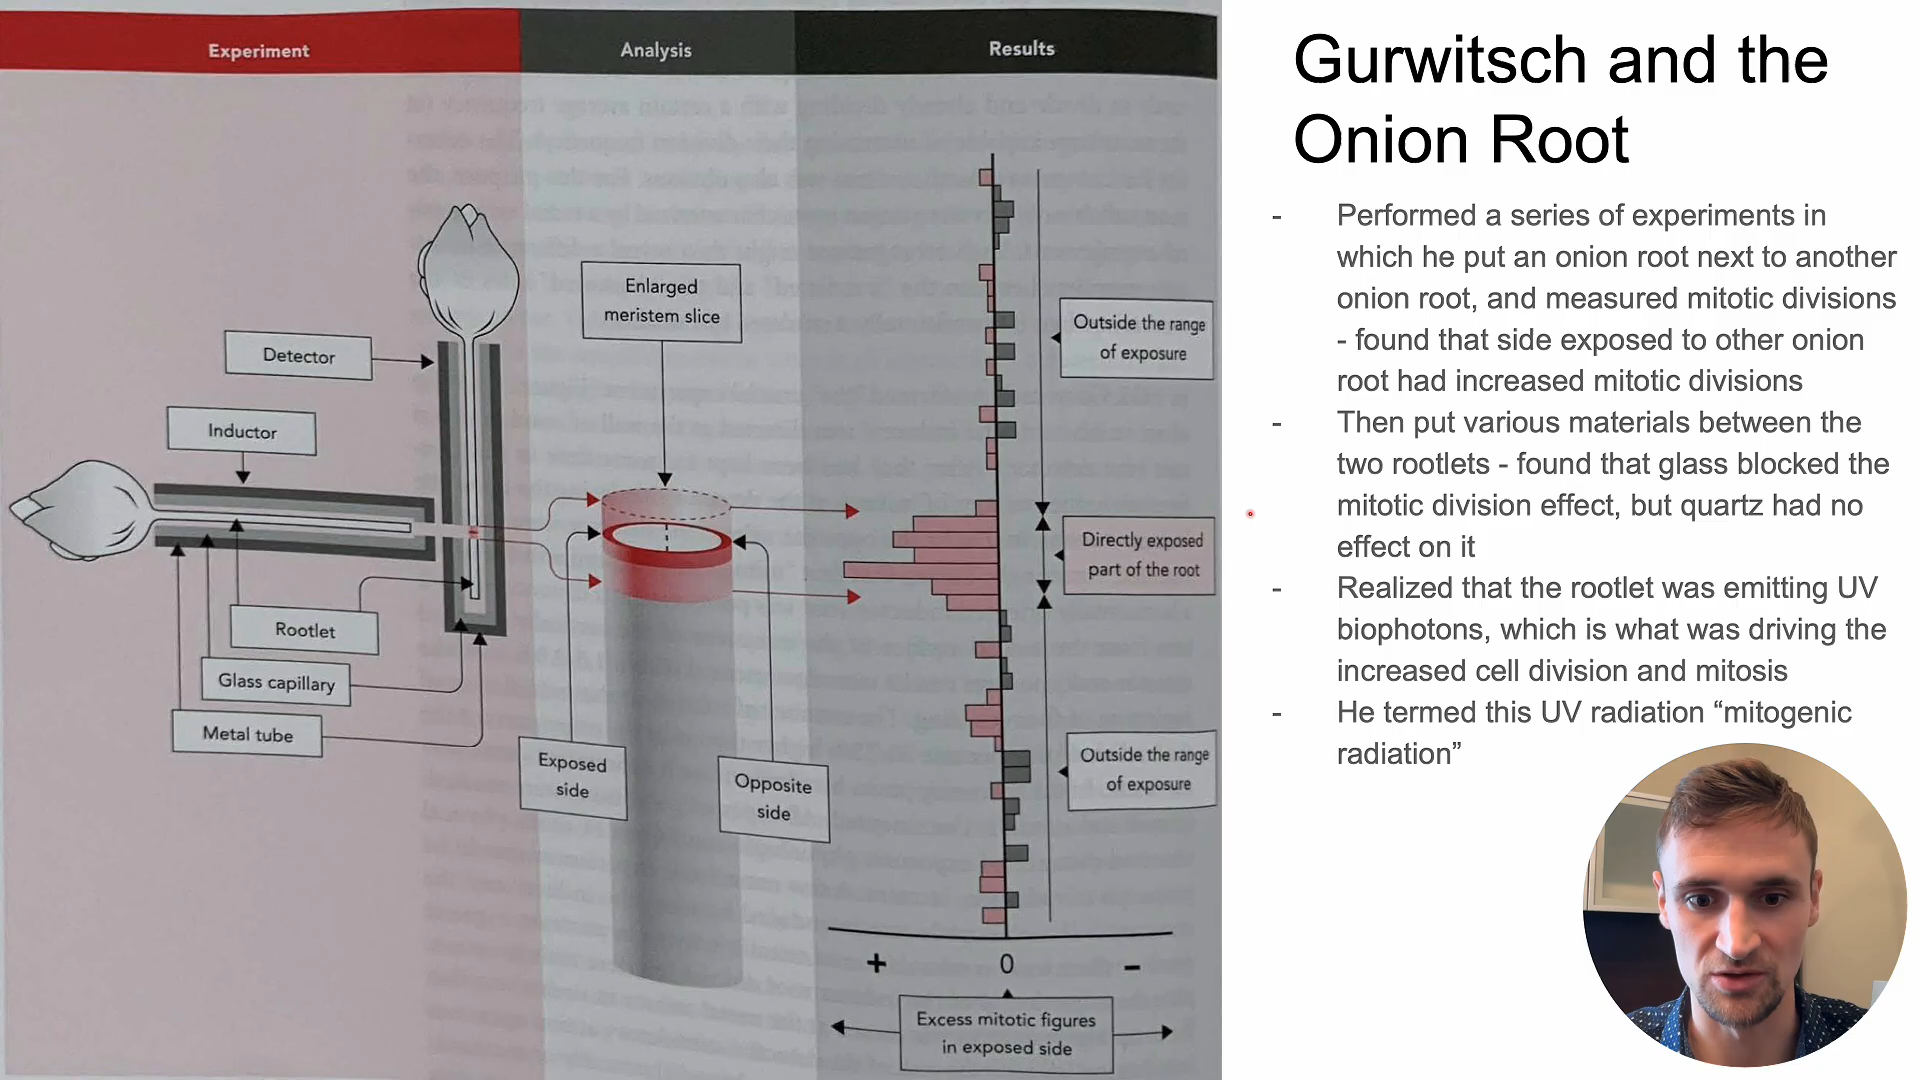 Experiment
Analysis
Results
Gurwitsch and the
Onion Root
Detector
Inductor
Rootlet
Glass capillary
Metal tube
Enlarged
meristem slice
Exposed
side
Opposite
side
Outside the range
of exposure
Directly exposed
part of the root
Outside the range
of exposure
+
0
-
Excess mitotic figures
in exposed side
- Performed a series of experiments in
which he put an onion root next to another
onion root, and measured mitotic divisions
- found that side exposed to other onion
root had increased mitotic divisions
- Then put various materials between the
two rootlets - found that glass blocked the
mitotic division effect, but quartz had no
effect on it
- Realized that the rootlet was emitting UV
biophotons, which is what was driving the
increased cell division and mitosis
- He termed this UV radiation “mitogenic
radiation”